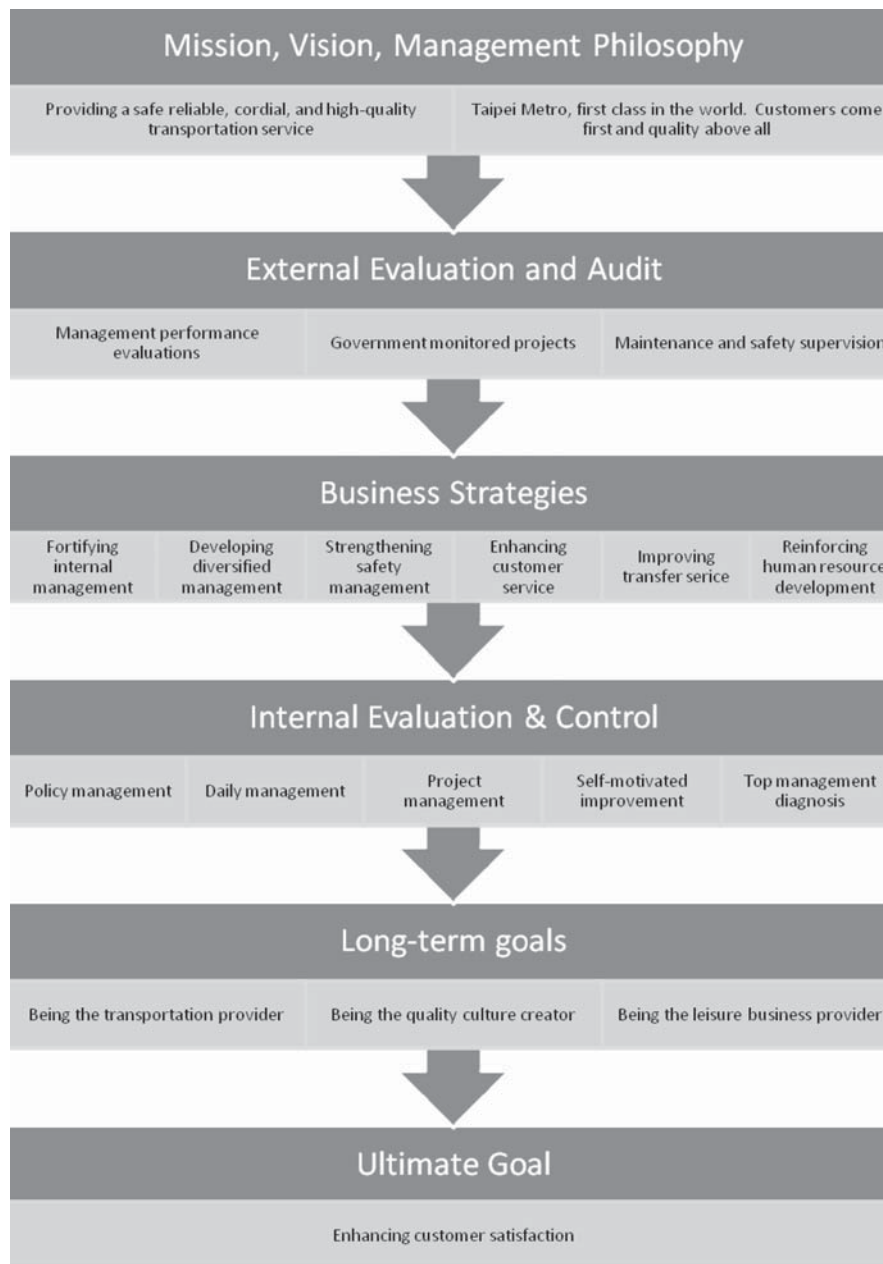 Mission, Vision, Management Philosophy
Providing a safe reliable, cordial, and high-quality
transportation service
Taipei Metro, first class in the world. Customers come
first and quality above all
External Evaluation and Audit
Management performance
evaluations
Government monitored projects
Maintenance and safety supervision
Business Strategies
Fortifying
internal
management
Developing
diversified
management
Strengthening
safety
management
Enhancing
customer
service
Improving
transfer serice
Reinforcing
human resource
development
Internal Evaluation & Control
Policy management
Daily management
Project
management
Self-motivated
improvement
Top management
diagnosis
Long-term goals
Being the transportation provider
Being the quality culture creator
Being the leisure business provider
Ultimate Goal
Enhancing customer satisfaction